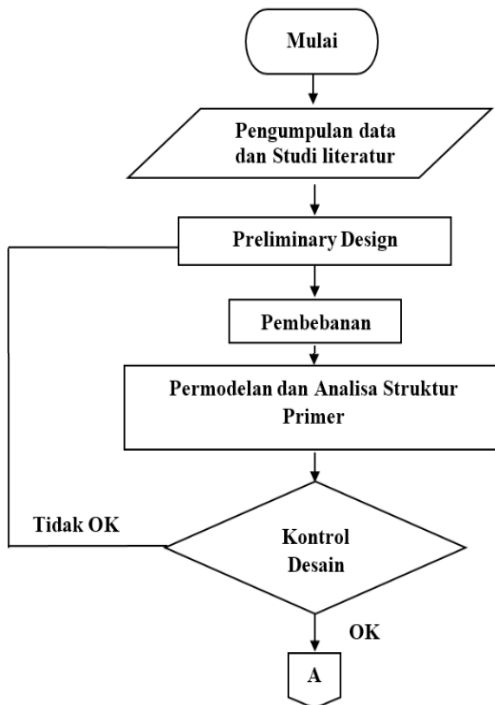 Mulai
Pengumpulan data
dan Studi literatur
Preliminary Design
Pembebanan
Permodelan dan Analisa Struktur
Primer
Tidak OK
Kontrol
Desain
OK
A